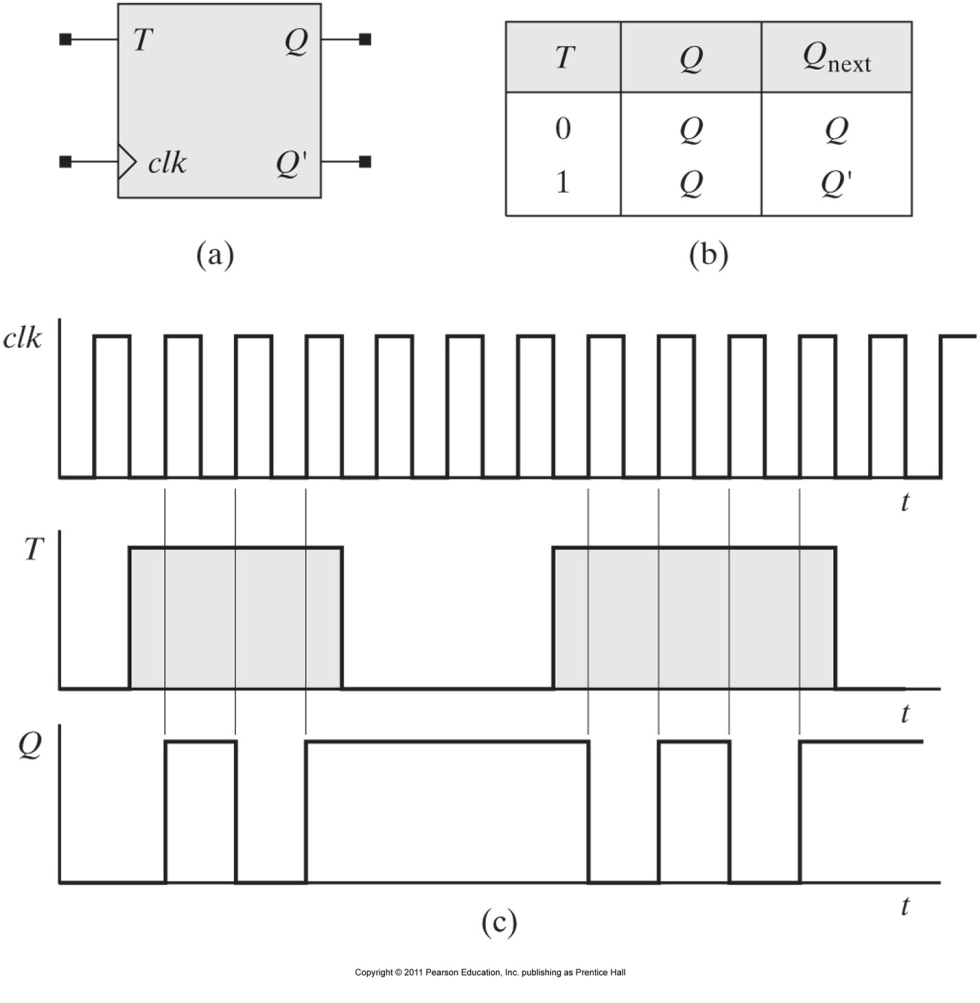 T Q
clk Q'
(a)
T Q Qnext
0 Q Q
1 Q Q'
(b)
clk
t
T
t
Q
t
(c)
Copyright © 2011 Pearson Education, Inc. publishing as Prentice Hall